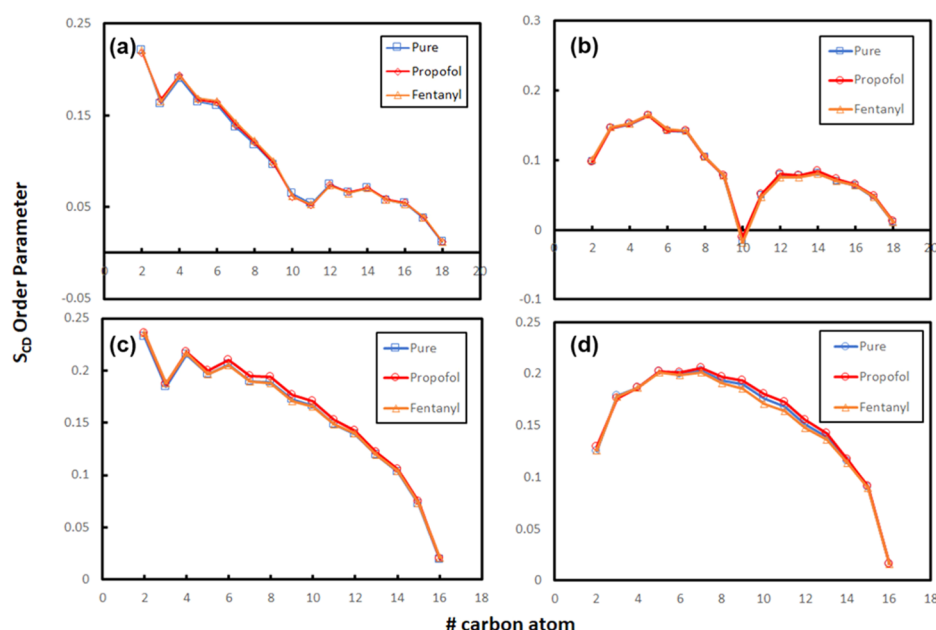 S_CD Order Parameter
(a)
0.25
0.15
0.05
-0.05
0 2 4 6 8 10 12 14 16 18 20
Pure
Propofol
Fentanyl
(b)
0.3
0.2
0.1
0
-0.1
0 2 4 6 8 10 12 14 16 18 20
Pure
Propofol
Fentanyl
(c)
0.25
0.2
0.15
0.1
0.05
0
0 2 4 6 8 10 12 14 16 18
Pure
Propofol
Fentanyl
(d)
0.25
0.2
0.15
0.1
0.05
0
0 2 4 6 8 10 12 14 16 18
Pure
Propofol
Fentanyl
# carbon atom